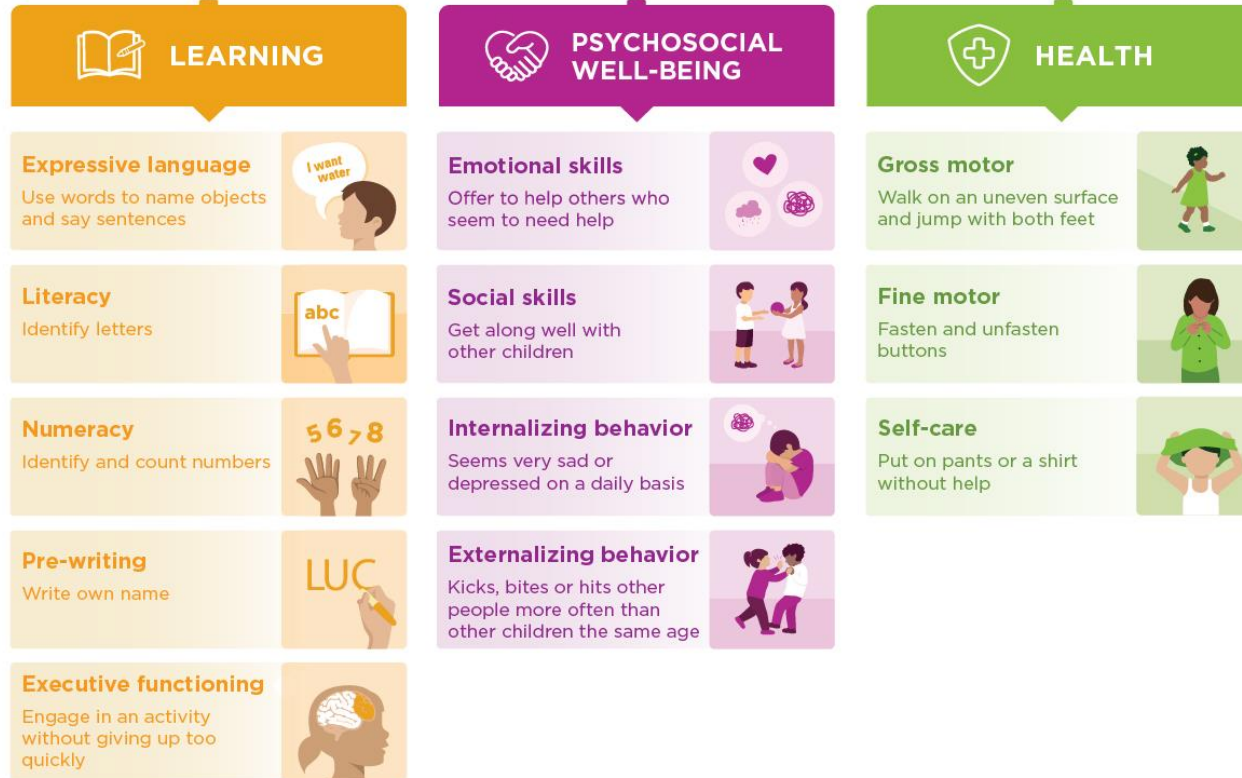 LEARNING
Expressive language
Use words to name objects
and say sentences
I want
water
Literacy
Identify letters
abc
Numeracy
Identify and count numbers
5 6 7 8
Pre-writing
Write own name
LUC
Executive functioning
Engage in an activity
without giving up too
quickly
PSYCHOSOCIAL
WELL-BEING
Emotional skills
Offer to help others who
seem to need help
Social skills
Get along well with
other children
Internalizing behavior
Seems very sad or
depressed on a daily basis
Externalizing behavior
Kicks, bites or hits other
people more often than
other children the same age
HEALTH
Gross motor
Walk on an uneven surface
and jump with both feet
Fine motor
Fasten and unfasten
buttons
Self-care
Put on pants or a shirt
without help